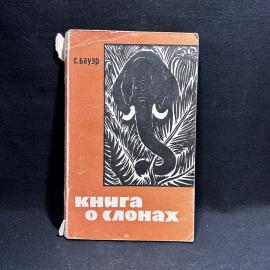 г. бауэр
книга
о слонах